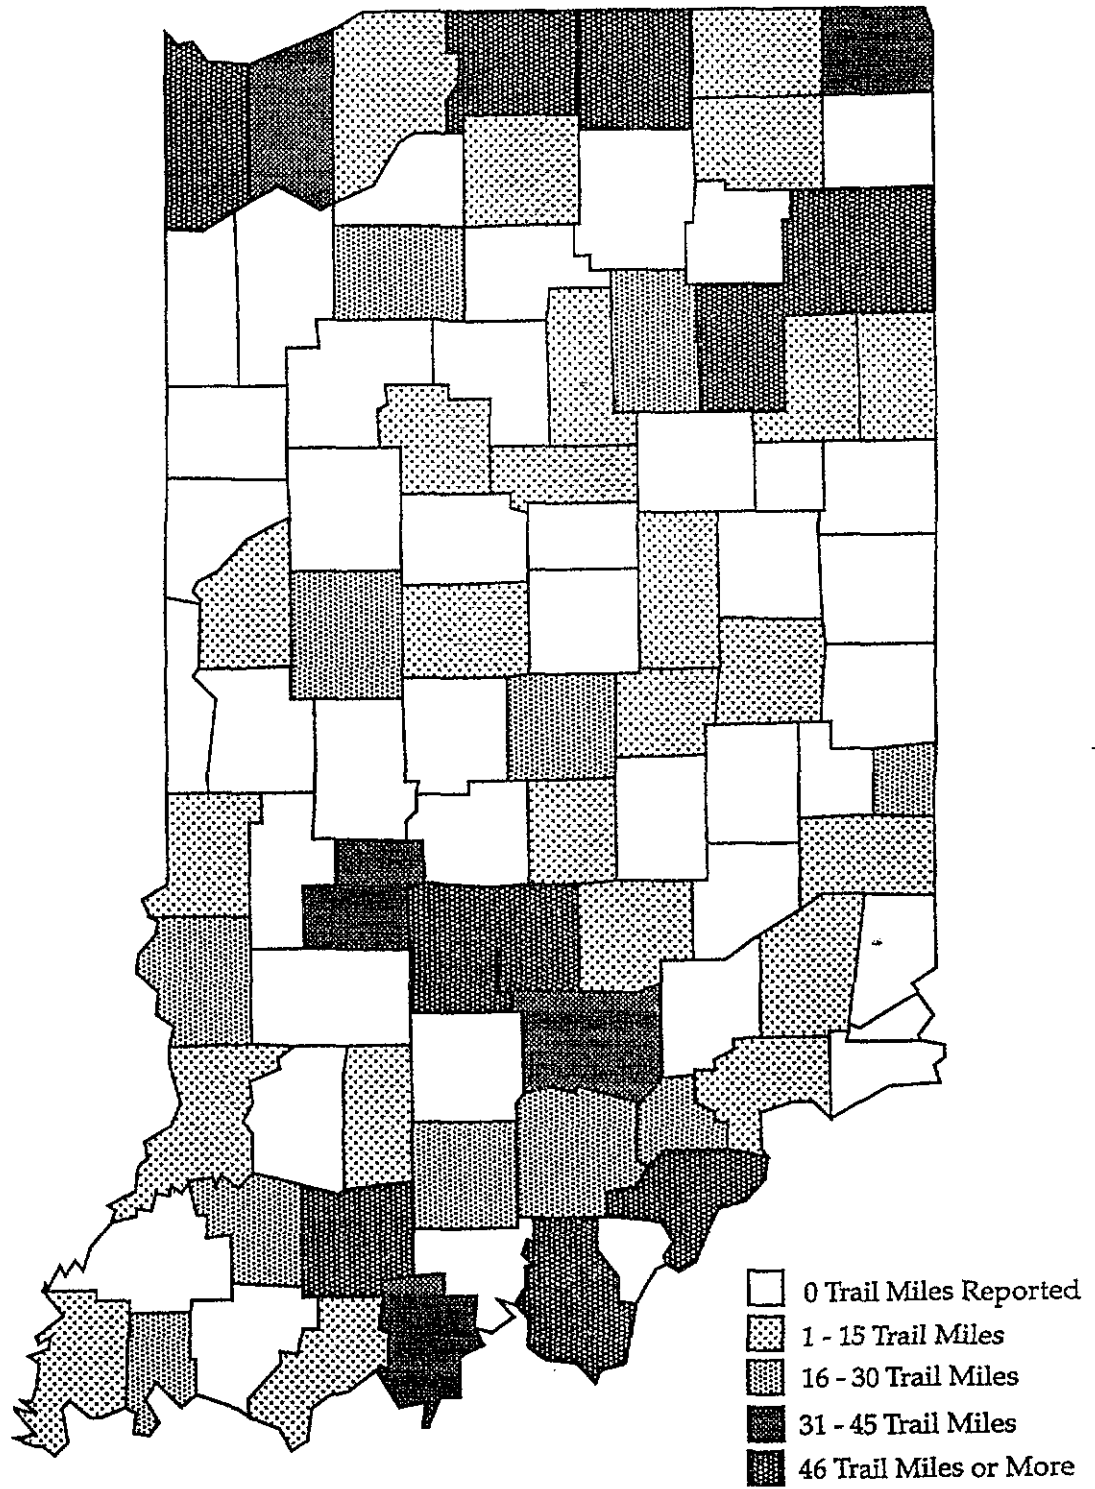 0 Trail Miles Reported
1 - 15 Trail Miles
16 - 30 Trail Miles
31 - 45 Trail Miles
46 Trail Miles or More